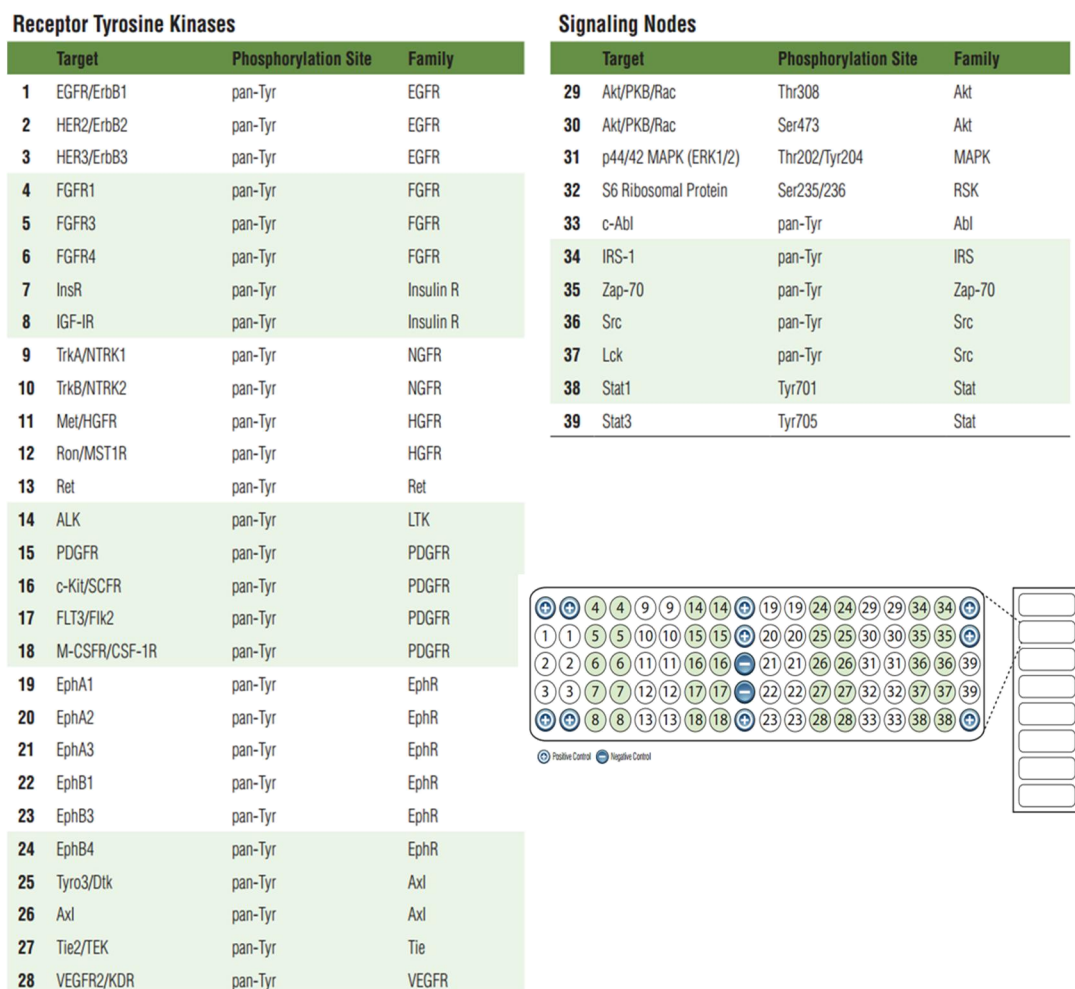 Receptor Tyrosine Kinases
Target Phosphorylation Site Family
1 EGFR/ErbB1 pan-Tyr EGFR
2 HER2/ErbB2 pan-Tyr EGFR
3 HER3/ErbB3 pan-Tyr EGFR
4 FGFR1 pan-Tyr FGFR
5 FGFR3 pan-Tyr FGFR
6 FGFR4 pan-Tyr FGFR
7 InsR pan-Tyr Insulin R
8 IGF-IR pan-Tyr Insulin R
9 TrkA/NTRK1 pan-Tyr NGFR
10 TrkB/NTRK2 pan-Tyr NGFR
11 Met/HGFR pan-Tyr HGFR
12 Ron/MST1R pan-Tyr HGFR
13 Ret pan-Tyr Ret
14 ALK pan-Tyr LTK
15 PDGFR pan-Tyr PDGFR
16 c-Kit/SCFR pan-Tyr PDGFR
17 FLT3/Flk2 pan-Tyr PDGFR
18 M-CSFR/CSF-1R pan-Tyr PDGFR
19 EphA1 pan-Tyr EphR
20 EphA2 pan-Tyr EphR
21 EphA3 pan-Tyr EphR
22 EphB1 pan-Tyr EphR
23 EphB3 pan-Tyr EphR
24 EphB4 pan-Tyr EphR
25 Tyro3/Dtk pan-Tyr Axl
26 Axl pan-Tyr Axl
27 Tie2/TEK pan-Tyr Tie
28 VEGFR2/KDR pan-Tyr VEGFR
Signaling Nodes
Target Phosphorylation Site Family
29 Akt/PKB/Rac Thr308 Akt
30 Akt/PKB/Rac Ser473 Akt
31 p44/42 MAPK (ERK1/2) Thr202/Tyr204 MAPK
32 S6 Ribosomal Protein Ser235/236 RSK
33 c-Abl pan-Tyr Abl
34 IRS-1 pan-Tyr IRS
35 Zap-70 pan-Tyr Zap-70
36 Src pan-Tyr Src
37 Lck pan-Tyr Src
38 Stat1 Tyr701 Stat
39 Stat3 Tyr705 Stat
+ + 4 4 9 9 14 14 + 19 19 24 24 29 29 34 34 +
1 1 5 5 10 10 15 15 + 20 20 25 25 30 30 35 35 +
2 2 6 6 11 11 16 16 − 21 21 26 26 31 31 36 36 39
3 3 7 7 12 12 17 17 − 22 22 27 27 32 32 37 37 39
+ + 8 8 13 13 18 18 + 23 23 28 28 33 33 38 38 +
+ Positive Control − Negative Control